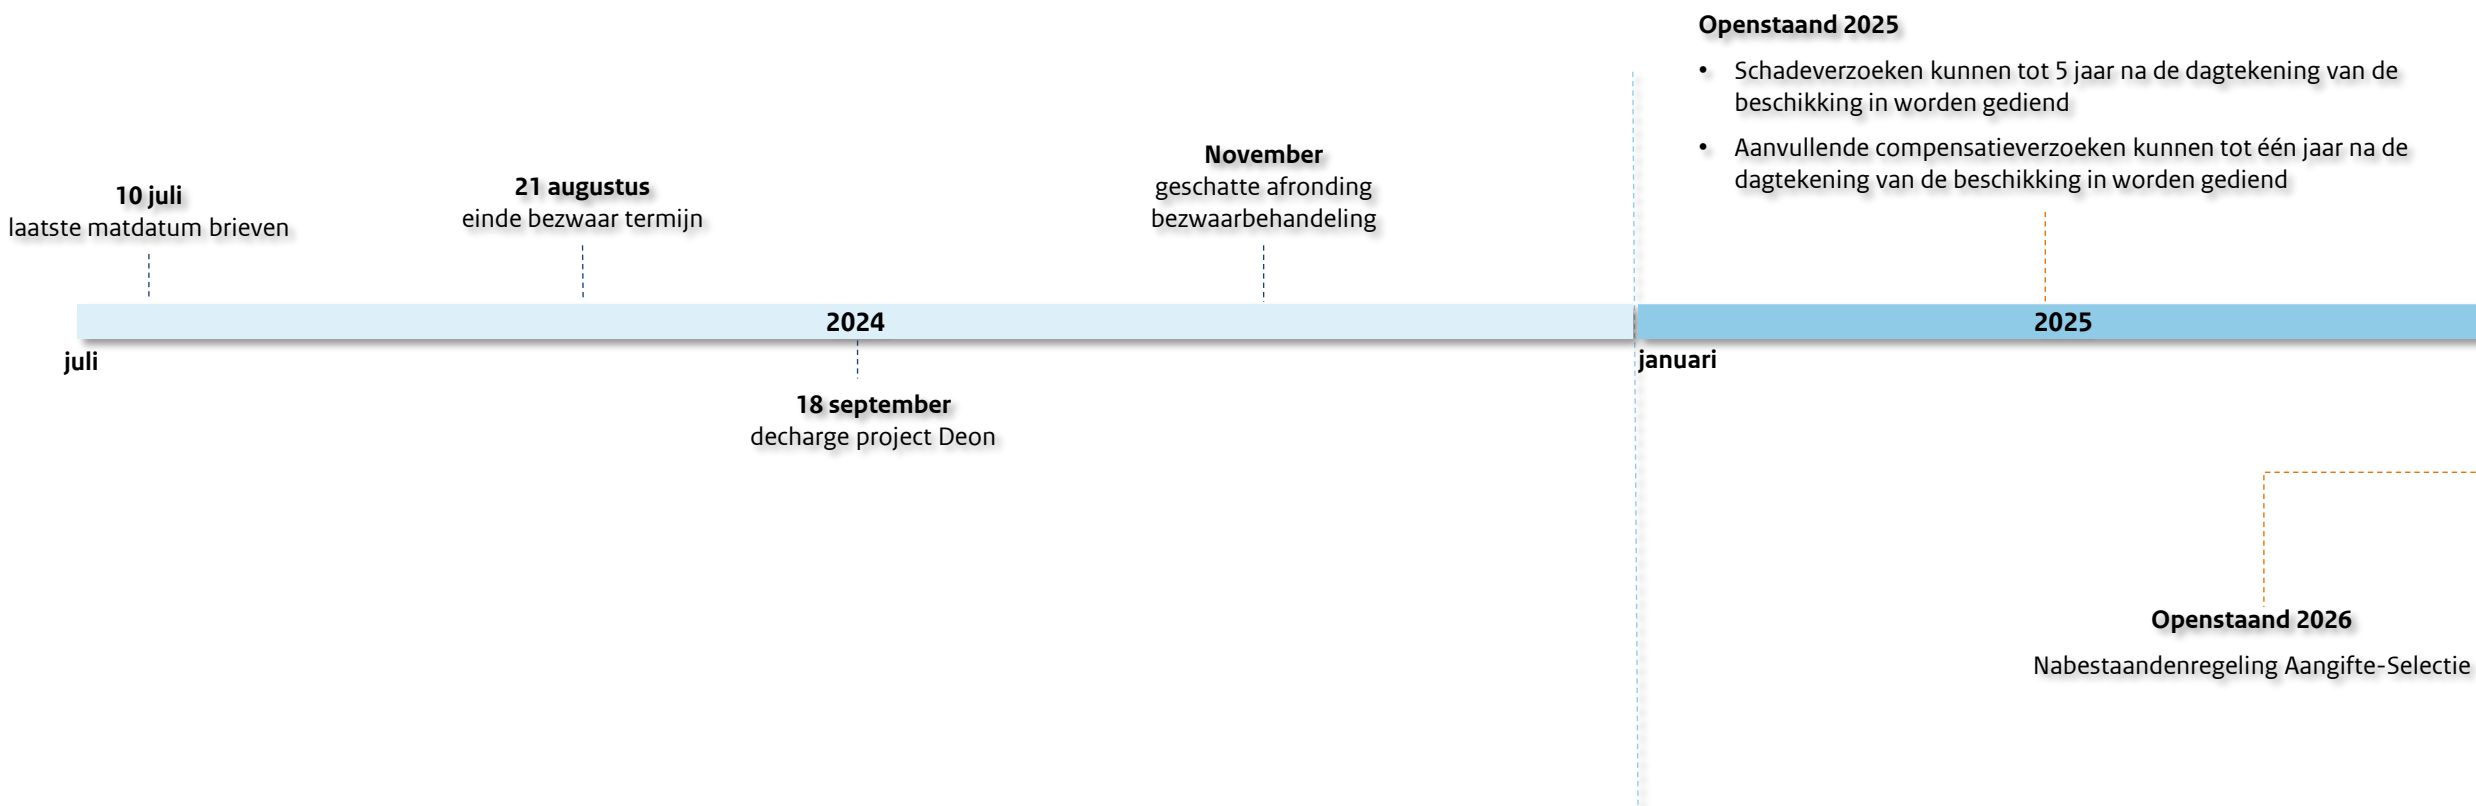 Openstaand 2025
• Schadeverzoeken kunnen tot 5 jaar na de dagtekening van de
beschikking in worden gediend
• Aanvullende compensatieverzoeken kunnen tot één jaar na de
dagtekening van de beschikking in worden gediend
10 juli
laatste matdatum brieven
21 augustus
einde bezwaar termijn
November
geschatte afronding
bezwaarbehandeling
2024
2025
juli
januari
18 september
decharge project Deon
Openstaand 2026
Nabestaandenregeling Aangifte-Selectie